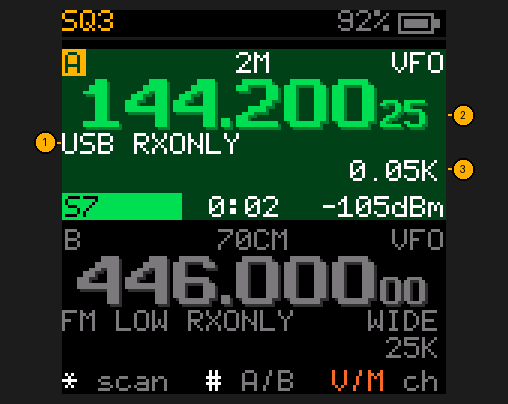 SQ3 92%
A 2M VFO
144.20025
2
1
USB RXONLY
0.05K
3
S7 0:02 -105dBm
B 70CM VFO
446.00000
FM LOW RXONLY WIDE
25K
* scan # A/B V/M ch